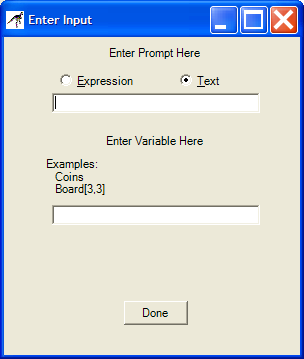 Enter Input
Enter Prompt Here
Expression Text
Enter Variable Here
Examples:
Coins
Board[3,3]
Done